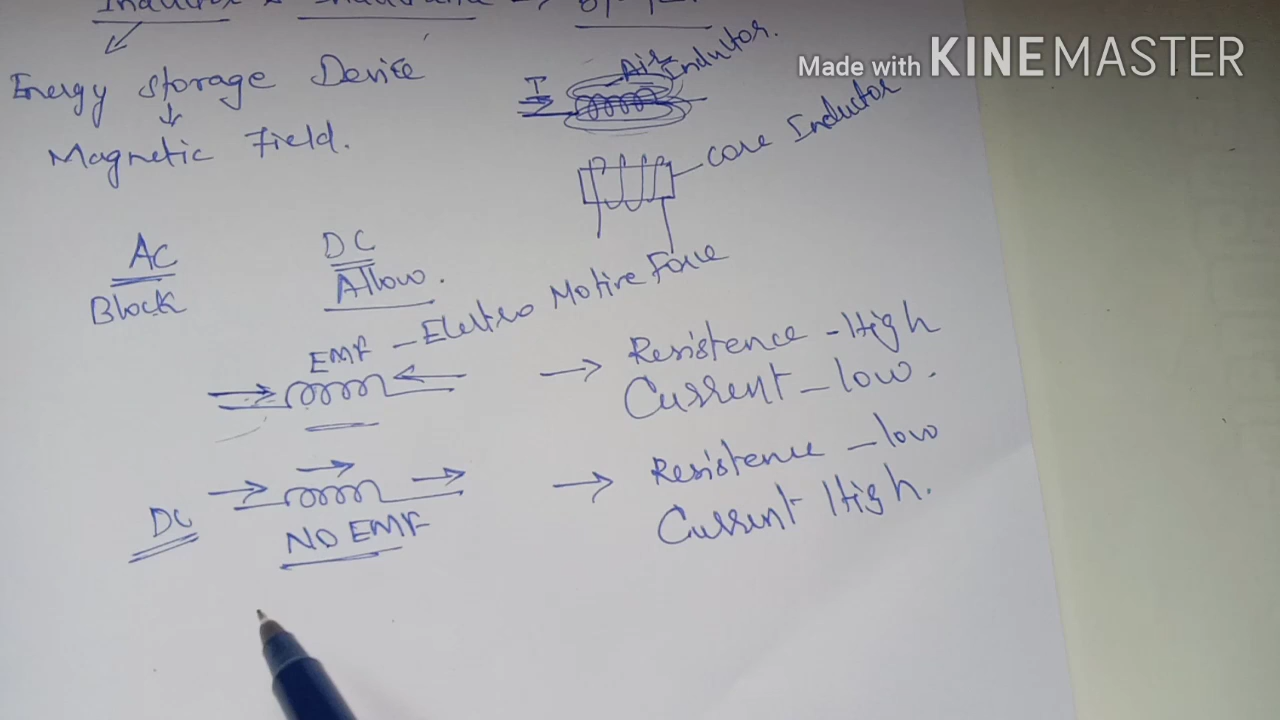 Energy storage Device
Magnetic Field.
I
Air Inductor.
Core Inductor
AC
Block
DC
Allow.
EMF - Electro Motive Force
Resistence - High
Current - low.
DC
NO EMF
Resistence - low
Current High.
Made with KINEMASTER